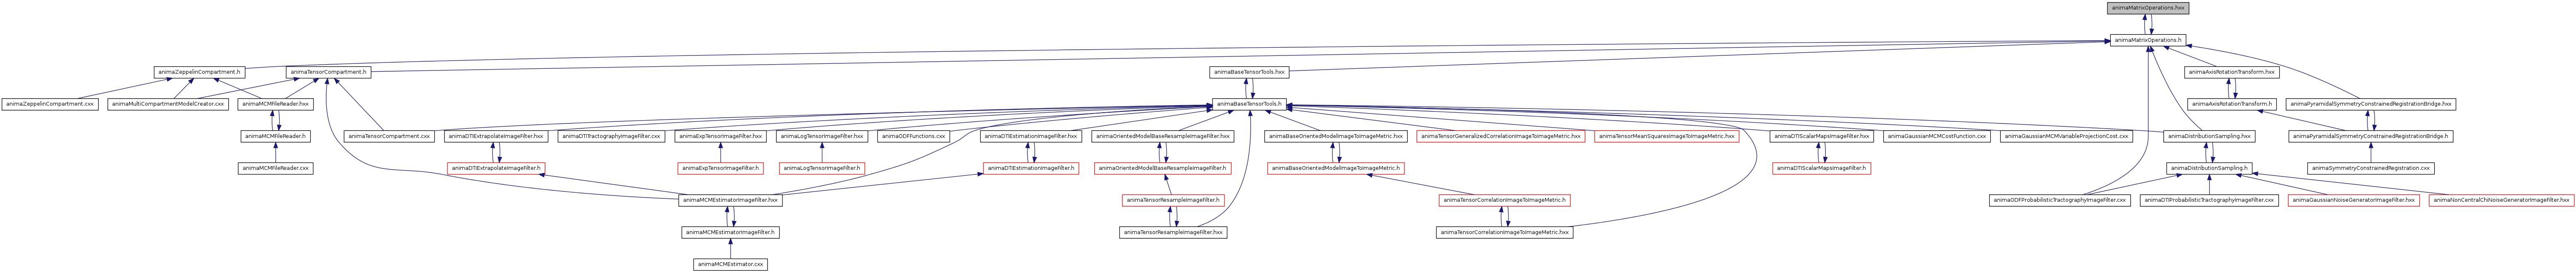 animaMatrixOperations.hxx
animaMatrixOperations.h
animaZeppelinCompartment.h
animaTensorCompartment.h
animaBaseTensorTools.hxx
animaAxisRotationTransform.hxx
animaZeppelinCompartment.cxx
animaMultiCompartmentModelCreator.cxx
animaMCMFileReader.hxx
animaBaseTensorTools.h
animaAxisRotationTransform.h
animaPyramidalSymmetryConstrainedRegistrationBridge.hxx
animaMCMFileReader.h
animaTensorCompartment.cxx
animaDTIExtrapolateImageFilter.hxx
animaDTITractographyImageFilter.cxx
animaExpTensorImageFilter.hxx
animaLogTensorImageFilter.hxx
animaODFFunctions.cxx
animaDTIEstimationImageFilter.hxx
animaOrientedModelBaseResampleImageFilter.hxx
animaBaseOrientedModelImageToImageMetric.hxx
animaTensorGeneralizedCorrelationImageToImageMetric.hxx
animaTensorMeanSquaresImageToImageMetric.hxx
animaDTIScalarMapsImageFilter.hxx
animaGaussianMCMCostFunction.cxx
animaGaussianMCMVariableProjectionCost.cxx
animaDistributionSampling.hxx
animaPyramidalSymmetryConstrainedRegistrationBridge.h
animaMCMFileReader.cxx
animaDTIExtrapolateImageFilter.h
animaExpTensorImageFilter.h
animaLogTensorImageFilter.h
animaDTIEstimationImageFilter.h
animaOrientedModelBaseResampleImageFilter.h
animaBaseOrientedModelImageToImageMetric.h
animaDTIScalarMapsImageFilter.h
animaDistributionSampling.h
animaSymmetryConstrainedRegistration.cxx
animaMCMEstimatorImageFilter.hxx
animaTensorResampleImageFilter.h
animaTensorCorrelationImageToImageMetric.h
animaODFProbabilisticTractographyImageFilter.cxx
animaDTIProbabilisticTractographyImageFilter.cxx
animaGaussianNoiseGeneratorImageFilter.hxx
animaNonCentralChiNoiseGeneratorImageFilter.hxx
animaMCMEstimatorImageFilter.h
animaTensorResampleImageFilter.hxx
animaTensorCorrelationImageToImageMetric.hxx
animaMCMEstimator.cxx